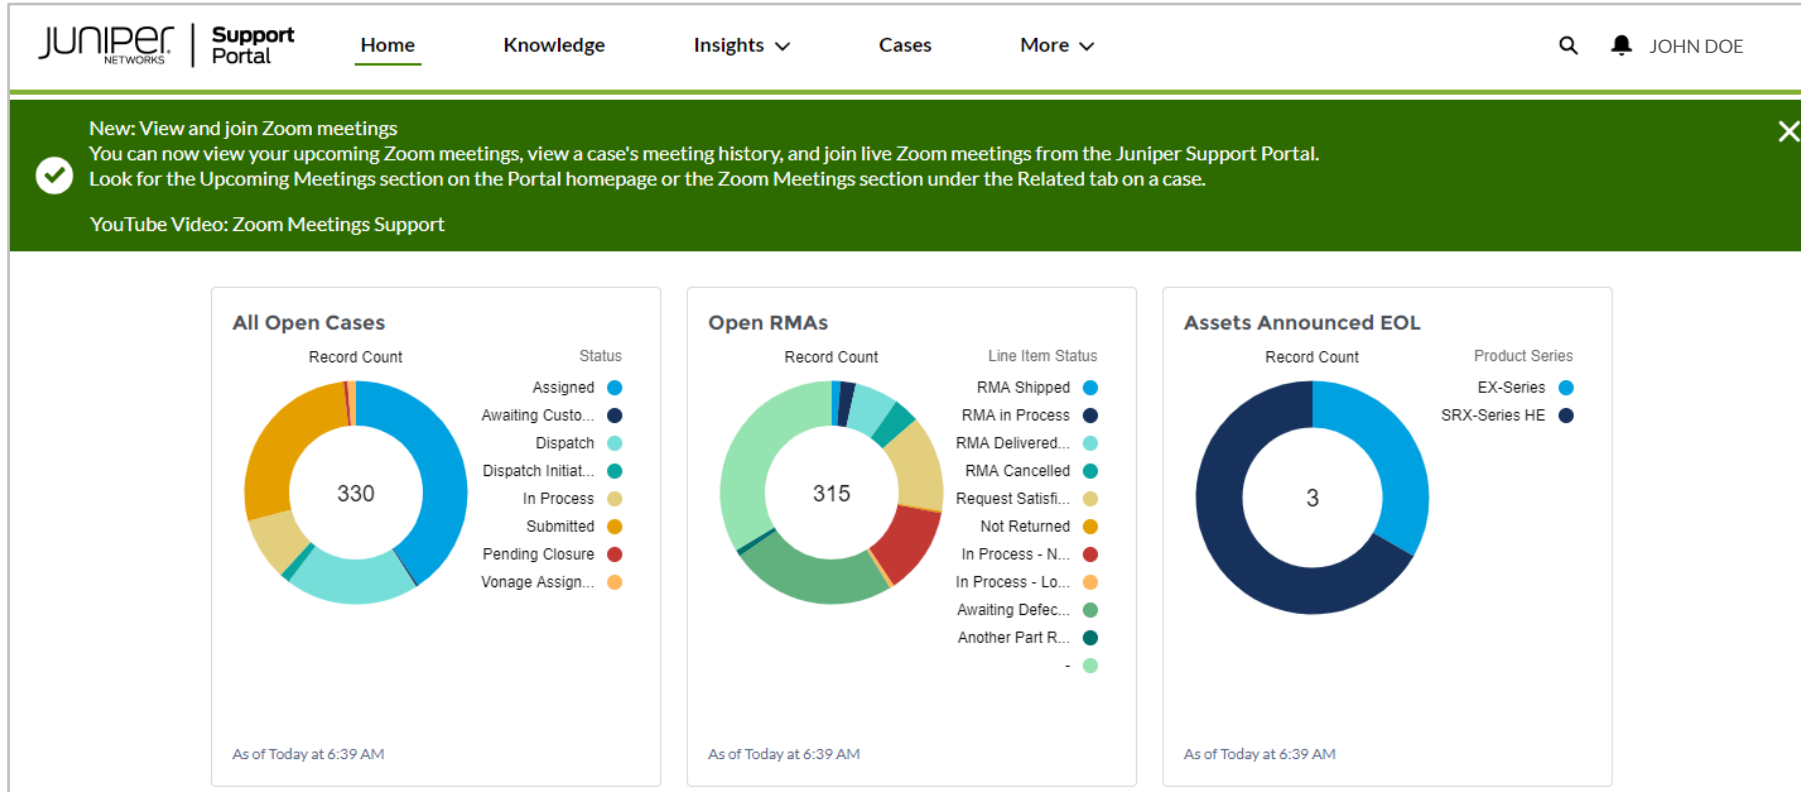 JUNIPER NETWORKS | Support Portal
Home Knowledge Insights Cases More JOHN DOE
New: View and join Zoom meetings
You can now view your upcoming Zoom meetings, view a case's meeting history, and join live Zoom meetings from the Juniper Support Portal.
Look for the Upcoming Meetings section on the Portal homepage or the Zoom Meetings section under the Related tab on a case.
YouTube Video: Zoom Meetings Support
All Open Cases
Record Count
Status
Assigned
Awaiting Custo...
Dispatch
Dispatch Initiat...
In Process
Submitted
Pending Closure
Vonage Assign...
330
As of Today at 6:39 AM
Open RMAs
Record Count
Line Item Status
RMA Shipped
RMA in Process
RMA Delivered...
RMA Cancelled
Request Satisfi...
Not Returned
In Process - N...
In Process - Lo...
Awaiting Defec...
Another Part R...
-
315
As of Today at 6:39 AM
Assets Announced EOL
Record Count
Product Series
EX-Series
SRX-Series HE
3
As of Today at 6:39 AM